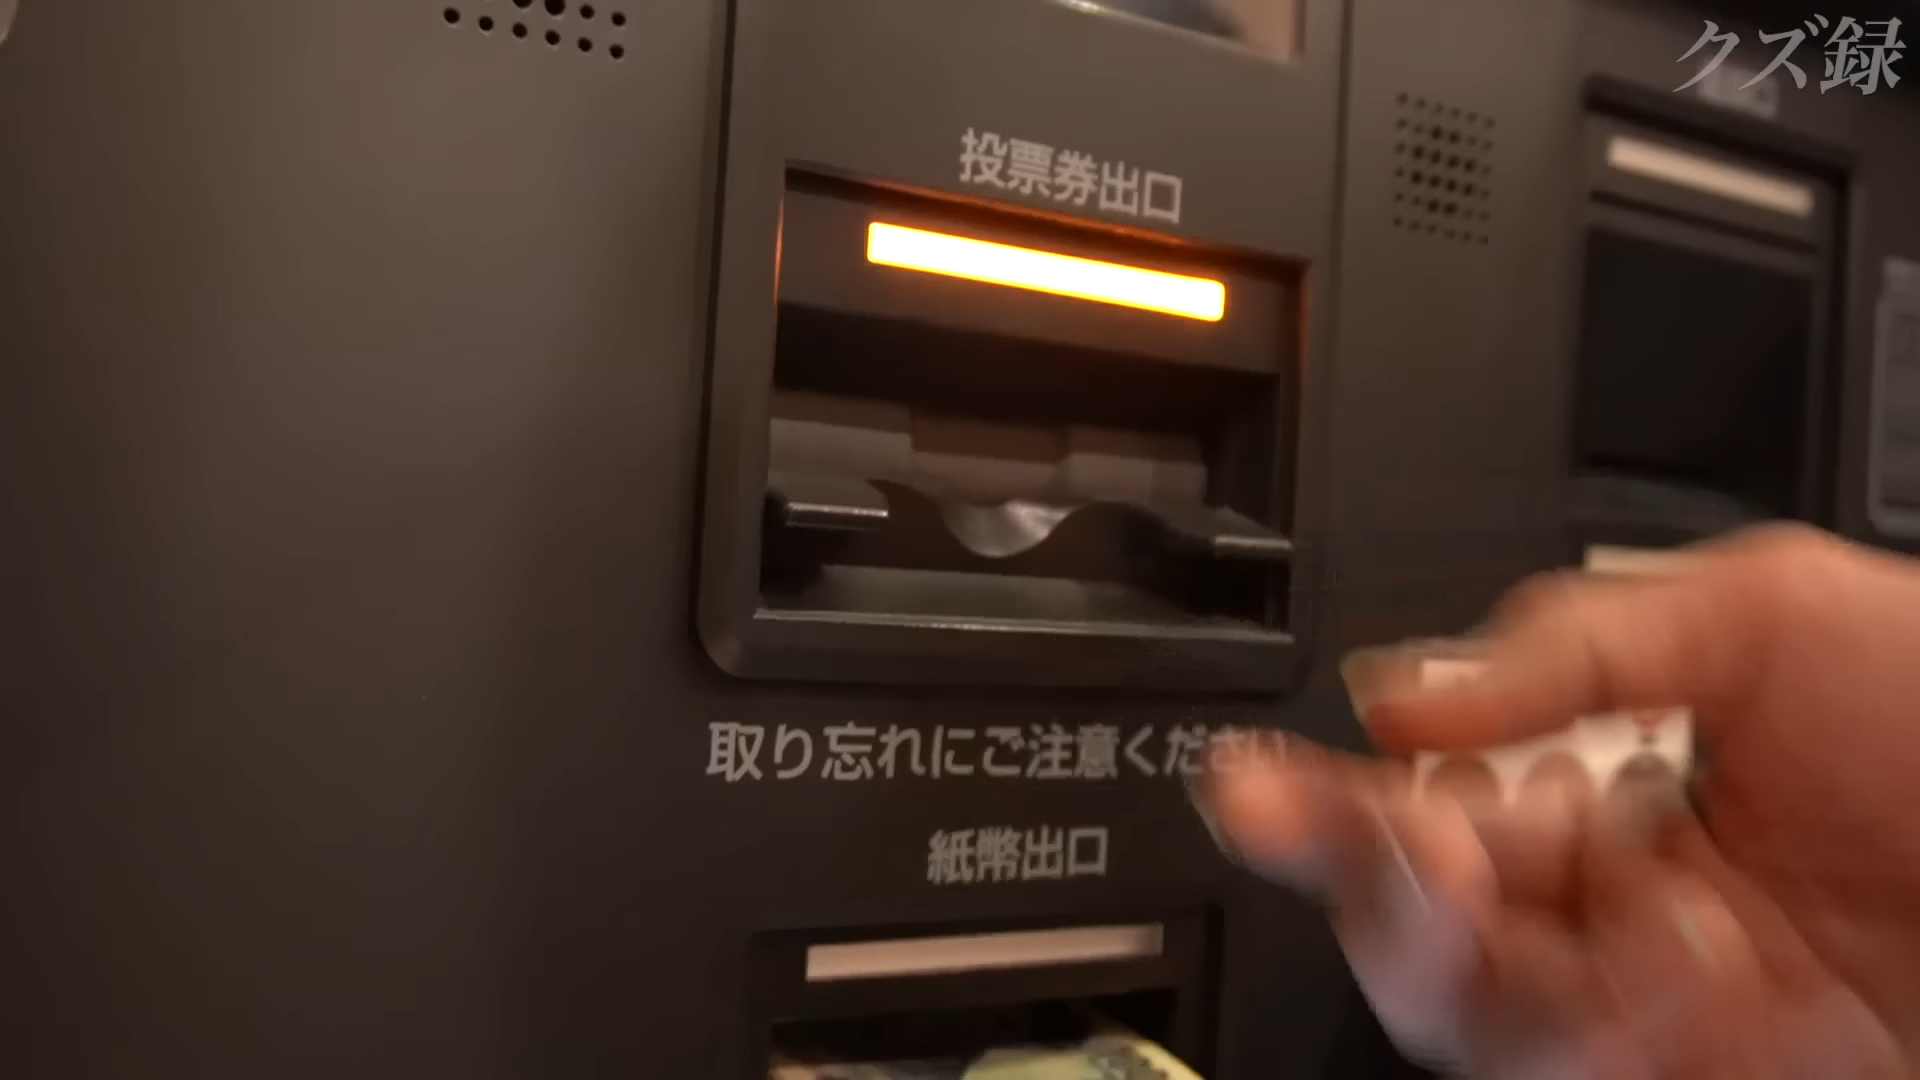 クズ録
投票券出口
取り忘れにご注意ください
紙幣出口